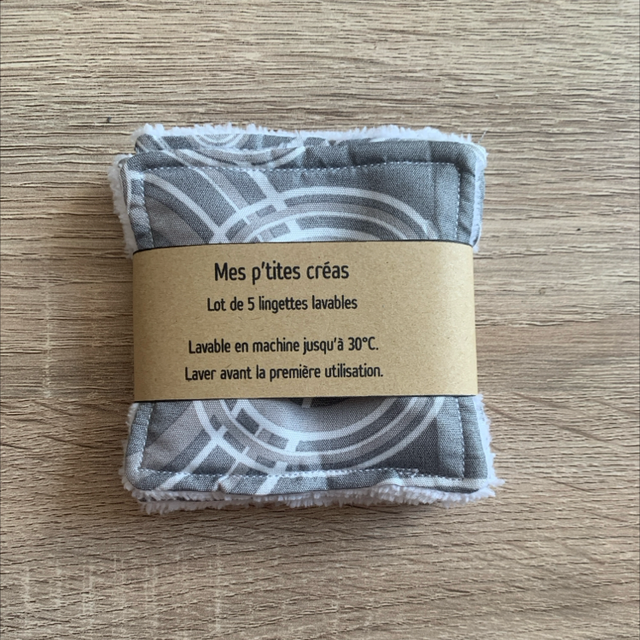 Mes p'tites créas
Lot de 5 lingettes lavables
Lavable en machine jusqu'à 30°C.
Laver avant la première utilisation.